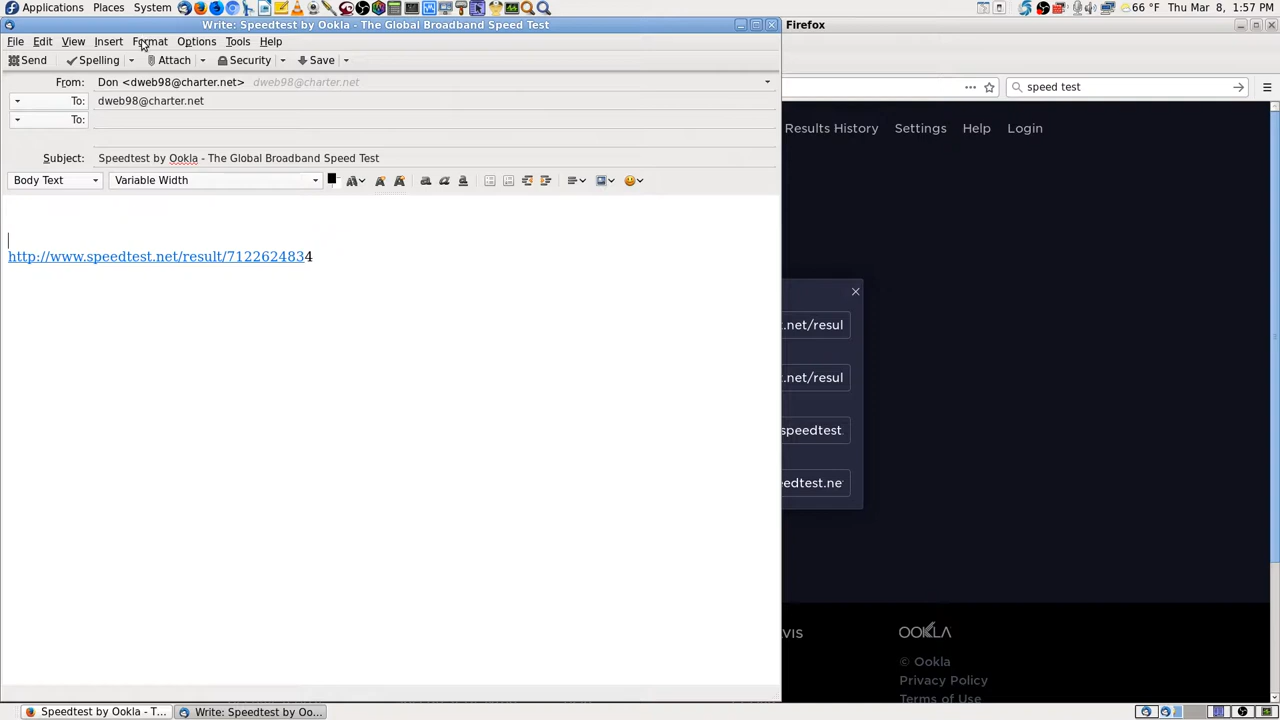 Applications Places System
66 °F Thu Mar 8, 1:57 PM
Write: Speedtest by Ookla - The Global Broadband Speed Test
Firefox
File Edit View Insert Format Options Tools Help
Send Spelling Attach Security Save
From: Don <dweb98@charter.net> dweb98@charter.net
speed test
To: dweb98@charter.net
To:
Results History Settings Help Login
Subject: Speedtest by Ookla - The Global Broadband Speed Test
Body Text Variable Width
http://www.speedtest.net/result/7122624834
.net/resul
.net/resul
speedtest.
eedtest.ne
VIS
OOKLA
© Ookla
Privacy Policy
Terms of Use
Speedtest by Ookla - T...
Write: Speedtest by Oo...